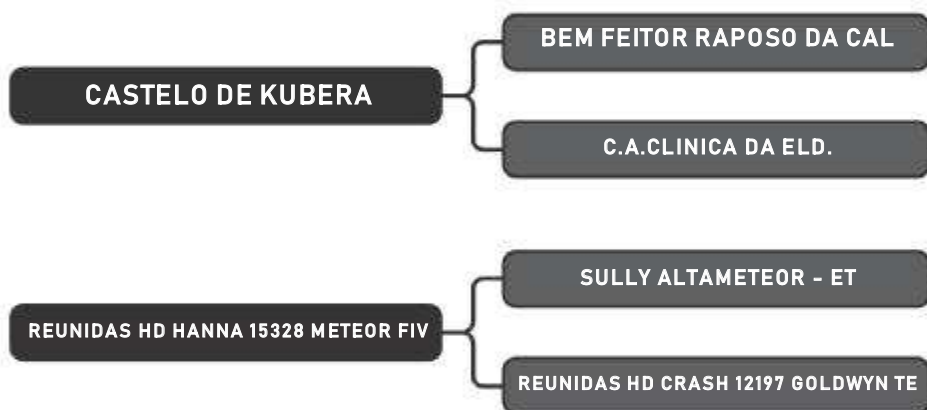 BEM FEITOR RAPOSO DA CAL
CASTELO DE KUBERA
C.A.CLINICA DA ELD.
SULLY ALTAMETEOR - ET
REUNIDAS HD HANNA 15328 METEOR FIV
REUNIDAS HD CRASH 12197 GOLDWYN TE